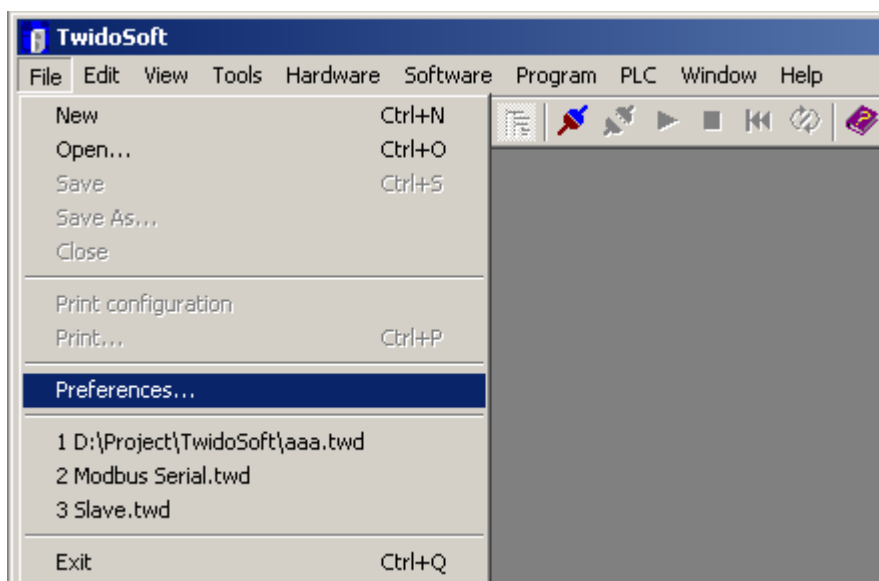 TwidoSoft
File Edit View Tools Hardware Software Program PLC Window Help
New Ctrl+N
Open... Ctrl+O
Save Ctrl+S
Save As...
Close
Print configuration
Print... Ctrl+P
Preferences...
1 D:\Project\TwidoSoft\aaa.twd
2 Modbus Serial.twd
3 Slave.twd
Exit Ctrl+Q